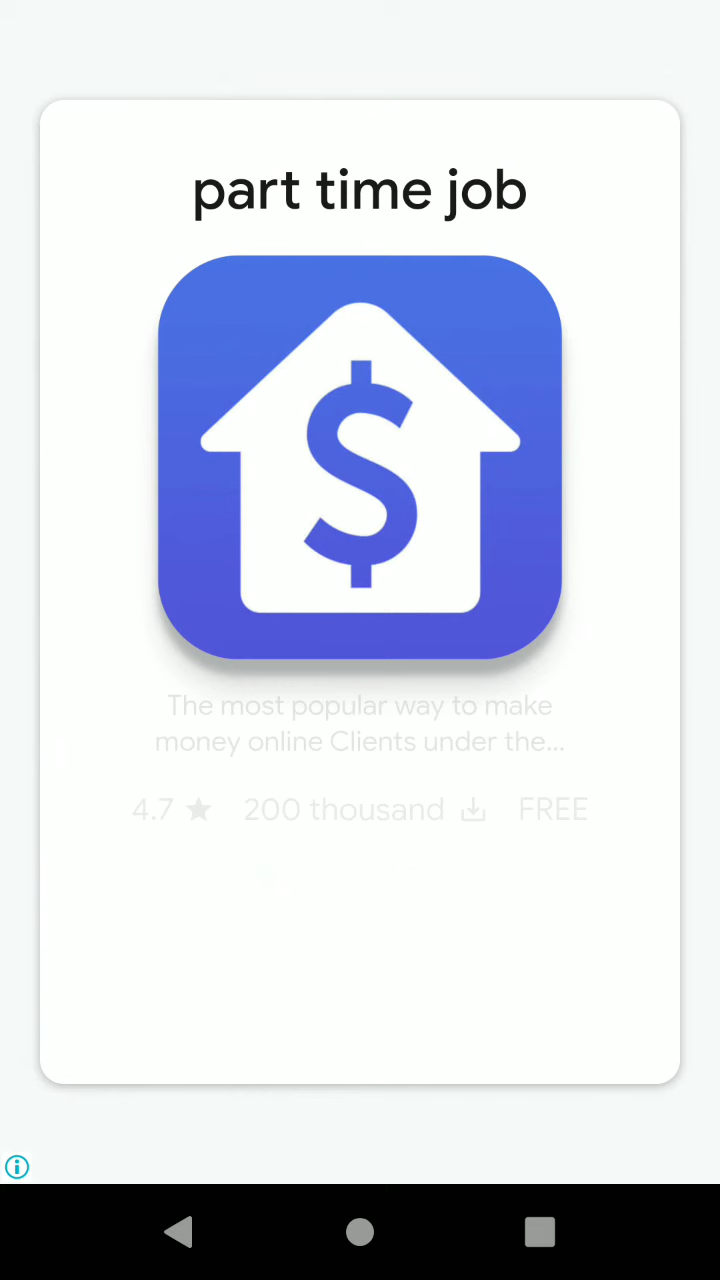 part time job
$
The most popular way to make
money online Clients under the...
4.7 ★ 200 thousand FREE